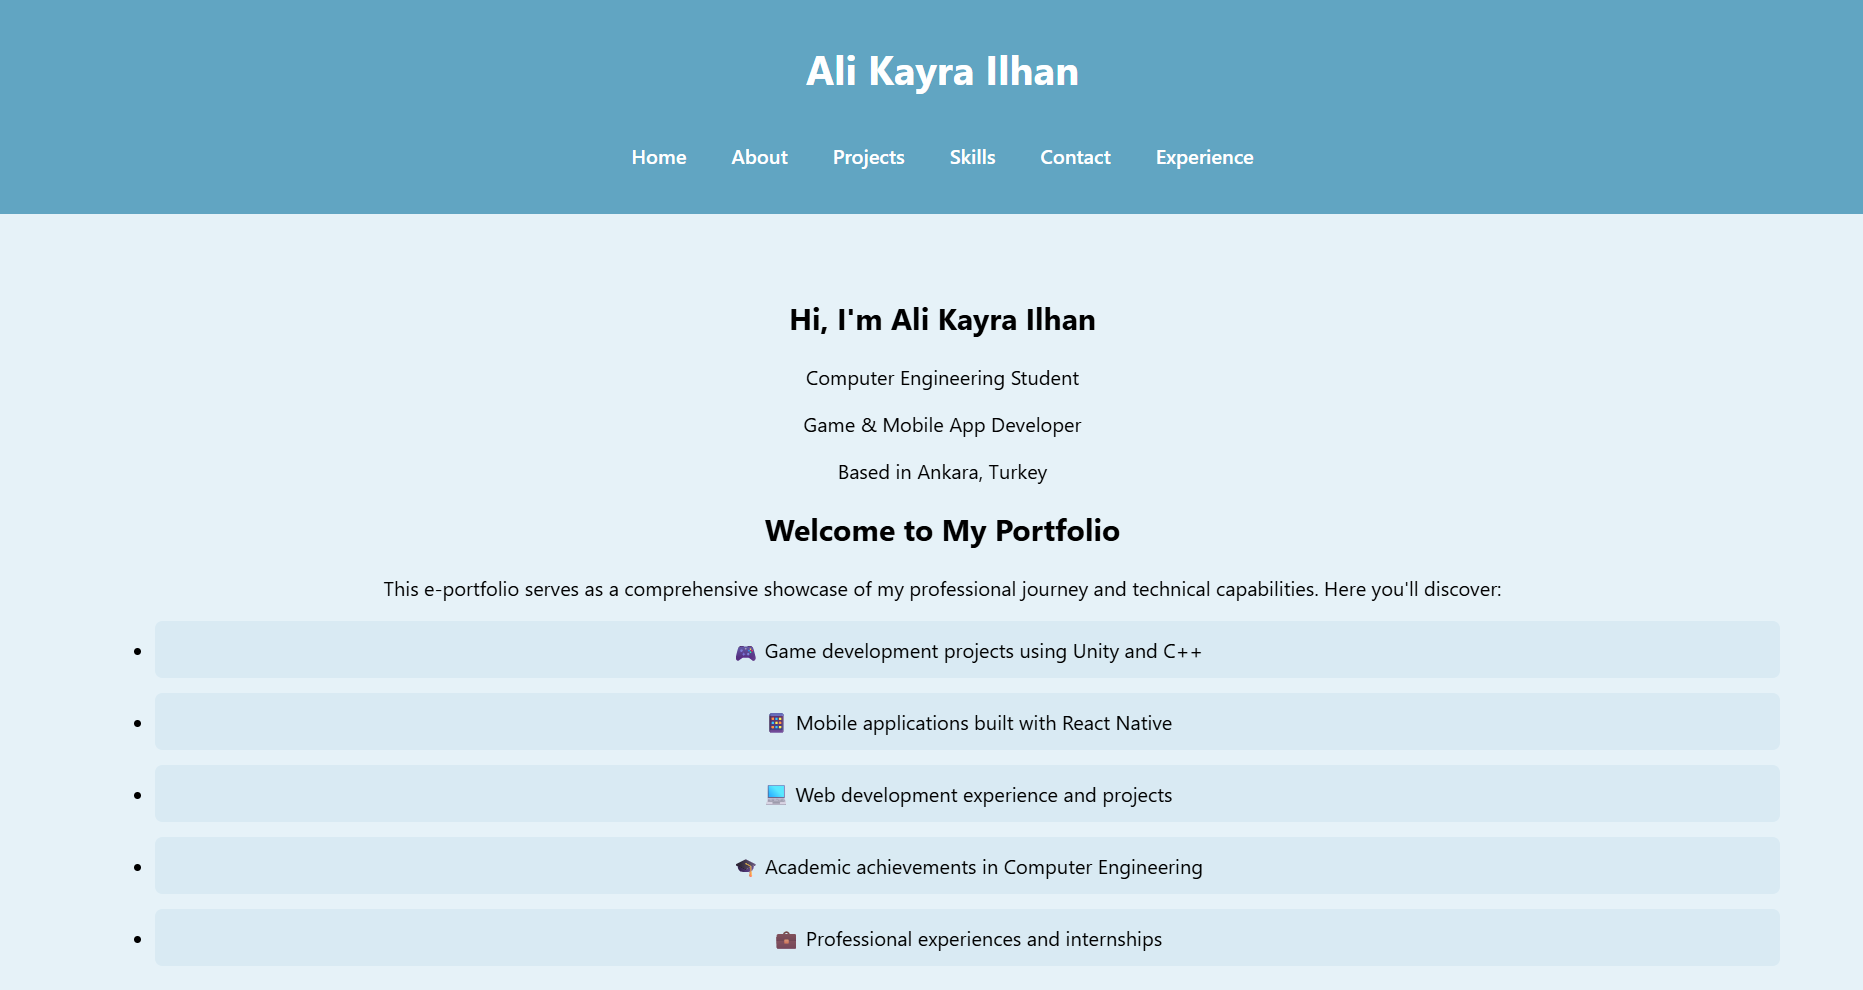 Ali Kayra Ilhan
Home About Projects Skills Contact Experience
Hi, I'm Ali Kayra Ilhan
Computer Engineering Student
Game & Mobile App Developer
Based in Ankara, Turkey
Welcome to My Portfolio
This e-portfolio serves as a comprehensive showcase of my professional journey and technical capabilities. Here you'll discover:
• 🎮 Game development projects using Unity and C++
• 📱 Mobile applications built with React Native
• 💻 Web development experience and projects
• 🎓 Academic achievements in Computer Engineering
• 💼 Professional experiences and internships